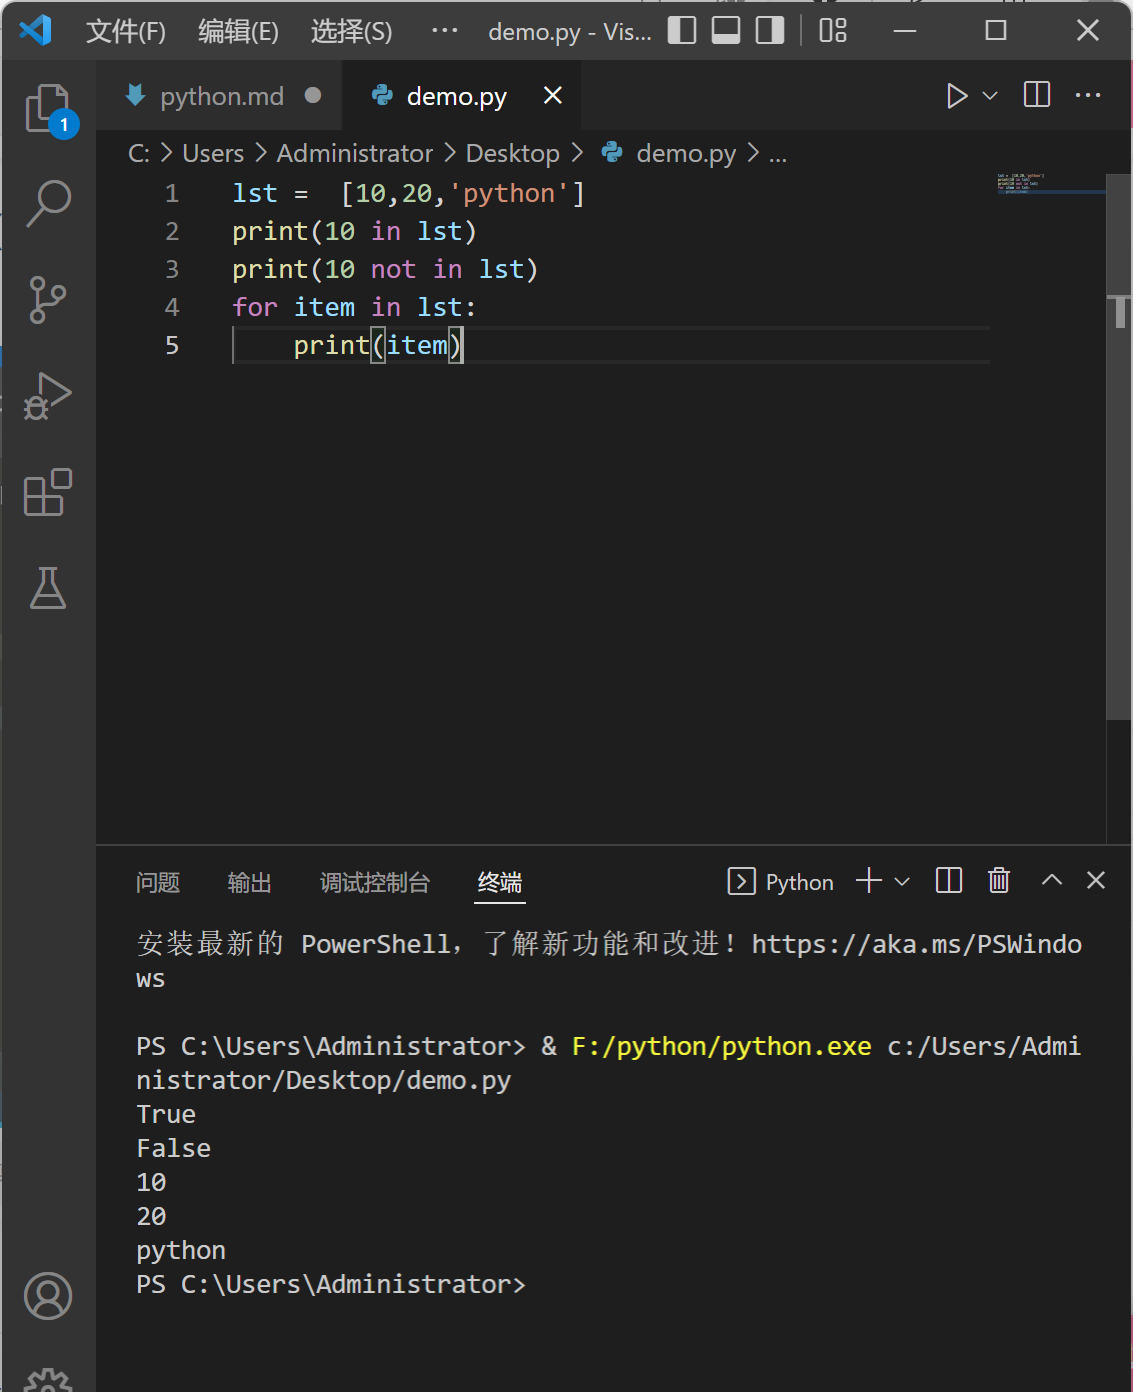 文件(F) 编辑(E) 选择(S) ··· demo.py - Vis...
python.md demo.py
1
C: > Users > Administrator > Desktop > demo.py > ...
1 lst =  [10,20,'python']
2 print(10 in lst)
3 print(10 not in lst)
4 for item in lst:
5     print(item)
问题 输出 调试控制台 终端 Python
安装最新的 PowerShell，了解新功能和改进！https://aka.ms/PSWindo
ws
PS C:\Users\Administrator> & F:/python/python.exe c:/Users/Admi
nistrator/Desktop/demo.py
True
False
10
20
python
PS C:\Users\Administrator>